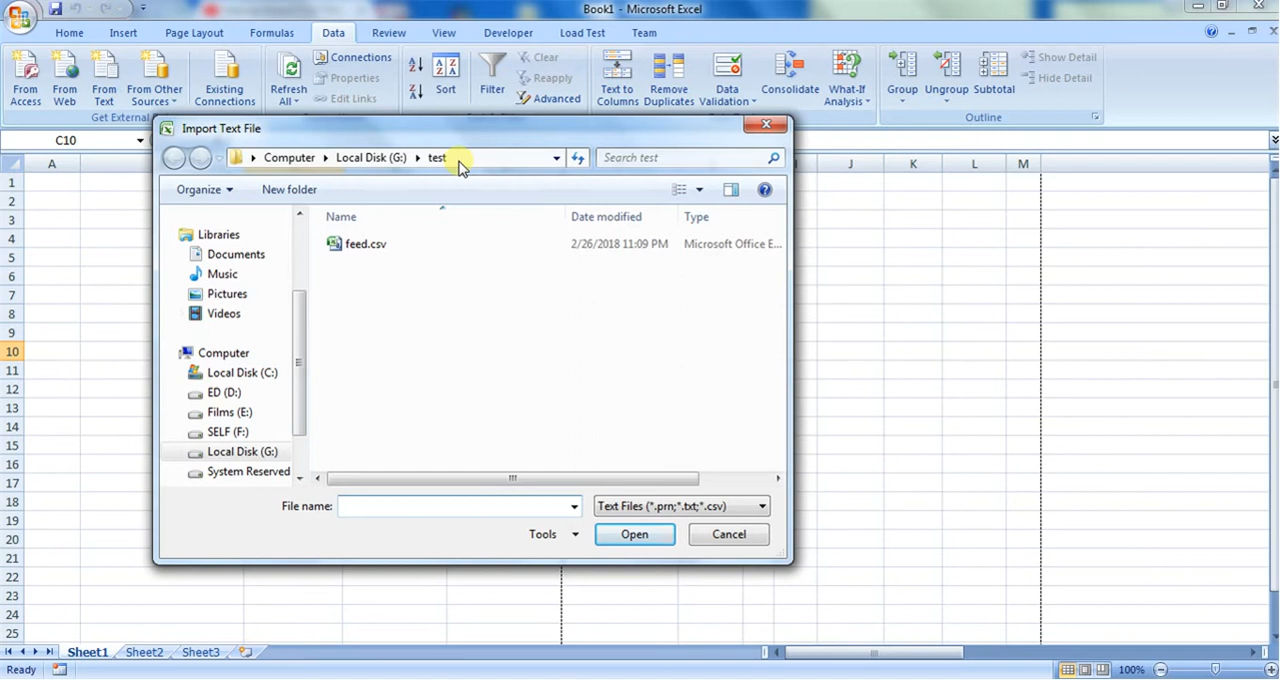 Book1 - Microsoft Excel
Home Insert Page Layout Formulas Data Review View Developer Load Test Team
From Access
From Web
From Text
From Other Sources
Existing Connections
Refresh All
Connections
Properties
Edit Links
Sort
Filter
Clear
Reapply
Advanced
Text to Columns
Remove Duplicates
Data Validation
Consolidate
What-If Analysis
Group
Ungroup
Subtotal
Show Detail
Hide Detail
Get External
Outline
C10
Import Text File
Computer Local Disk (G:) test
Search test
Organize New folder
Name Date modified Type
feed.csv 2/26/2018 11:09 PM Microsoft Office E...
Libraries
Documents
Music
Pictures
Videos
Computer
Local Disk (C:)
ED (D:)
Films (E:)
SELF (F:)
Local Disk (G:)
System Reserved
File name: Text Files (*.prn;*.txt;*.csv)
Tools Open Cancel
A J K L M
1
2
3
4
5
6
7
8
9
10
11
12
13
14
15
16
17
18
19
20
21
22
23
24
25
Sheet1 Sheet2 Sheet3
Ready 100%